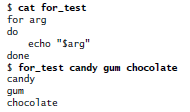 $ cat for_test
for arg
do
    echo "$arg"
done
$ for_test candy gum chocolate
candy
gum
chocolate